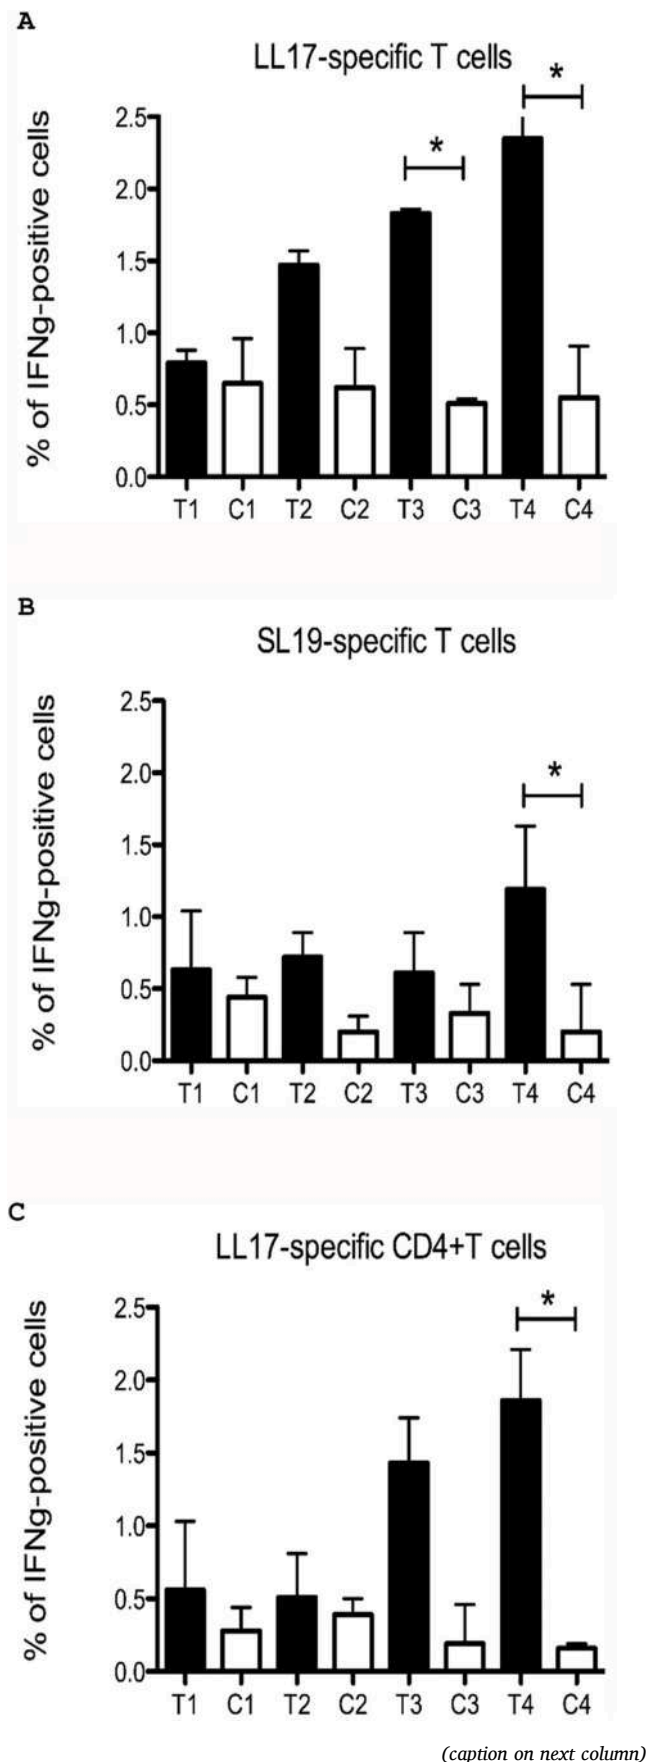 A
LL17-specific T cells
*
*
% of IFNg-positive cells
2.5
2.0
1.5
1.0
0.5
0.0
T1 C1 T2 C2 T3 C3 T4 C4
B
SL19-specific T cells
*
% of IFNg-positive cells
2.5
2.0
1.5
1.0
0.5
0.0
T1 C1 T2 C2 T3 C3 T4 C4
C
LL17-specific CD4+T cells
*
% of IFNg-positive cells
2.5
2.0
1.5
1.0
0.5
0.0
T1 C1 T2 C2 T3 C3 T4 C4
(caption on next column)